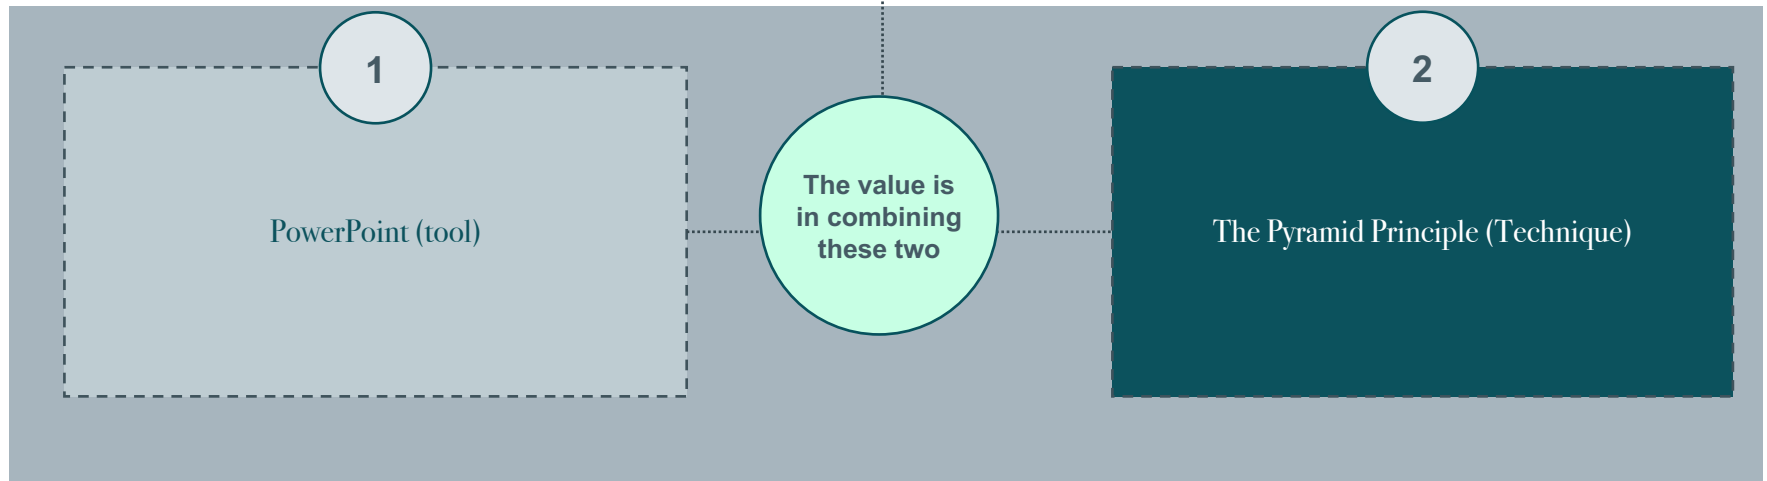 1
PowerPoint (tool)
The value is
in combining
these two
2
The Pyramid Principle (Technique)